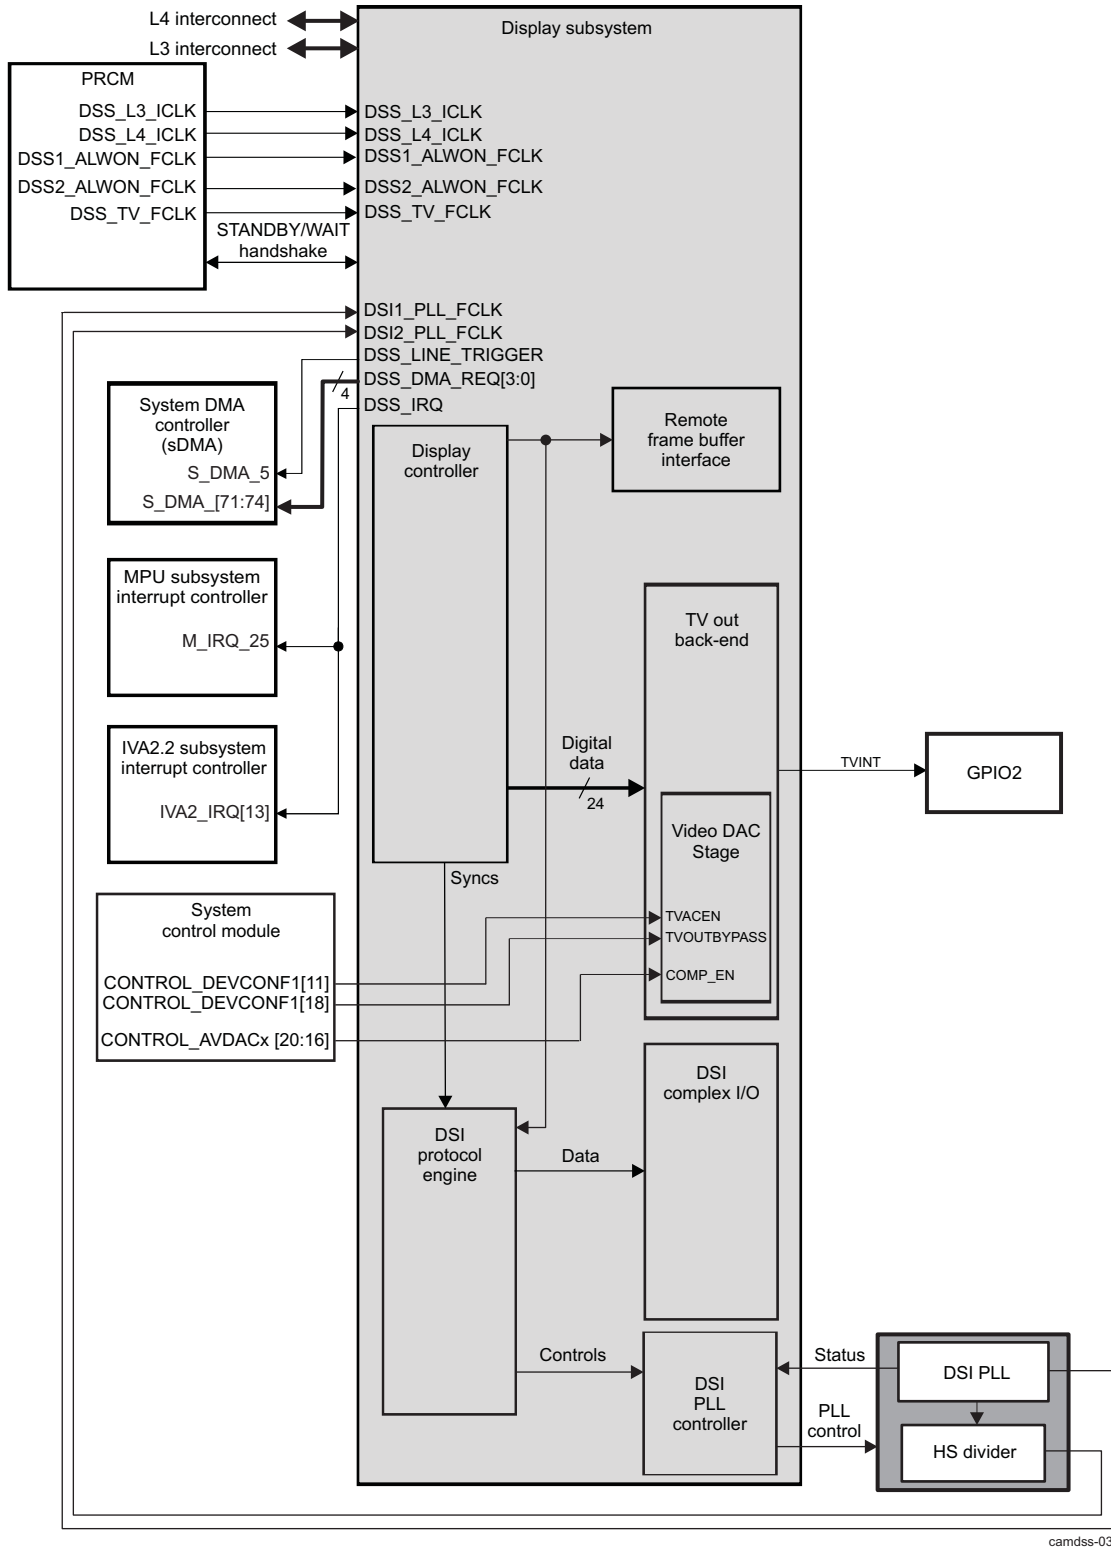 L4 interconnect
L3 interconnect
Display subsystem
PRCM
DSS_L3_ICLK
DSS_L4_ICLK
DSS1_ALWON_FCLK
DSS2_ALWON_FCLK
DSS_TV_FCLK
DSS_L3_ICLK
DSS_L4_ICLK
DSS1_ALWON_FCLK
DSS2_ALWON_FCLK
DSS_TV_FCLK
STANDBY/WAIT
handshake
DSI1_PLL_FCLK
DSI2_PLL_FCLK
DSS_LINE_TRIGGER
DSS_DMA_REQ[3:0]
4
DSS_IRQ
System DMA
controller
(sDMA)
S_DMA_5
S_DMA_[71:74]
Display
controller
Remote
frame buffer
interface
MPU subsystem
interrupt controller
M_IRQ_25
TV out
back-end
IVA2.2 subsystem
interrupt controller
IVA2_IRQ[13]
Digital
data
24
TVINT
GPIO2
Video DAC
Stage
TVACEN
TVOUTBYPASS
COMP_EN
Syncs
System
control module
CONTROL_DEVCONF1[11]
CONTROL_DEVCONF1[18]
CONTROL_AVDACx [20:16]
DSI
complex I/O
DSI
protocol
engine
Data
Controls
DSI
PLL
controller
Status
PLL
control
DSI PLL
HS divider
camdss-03